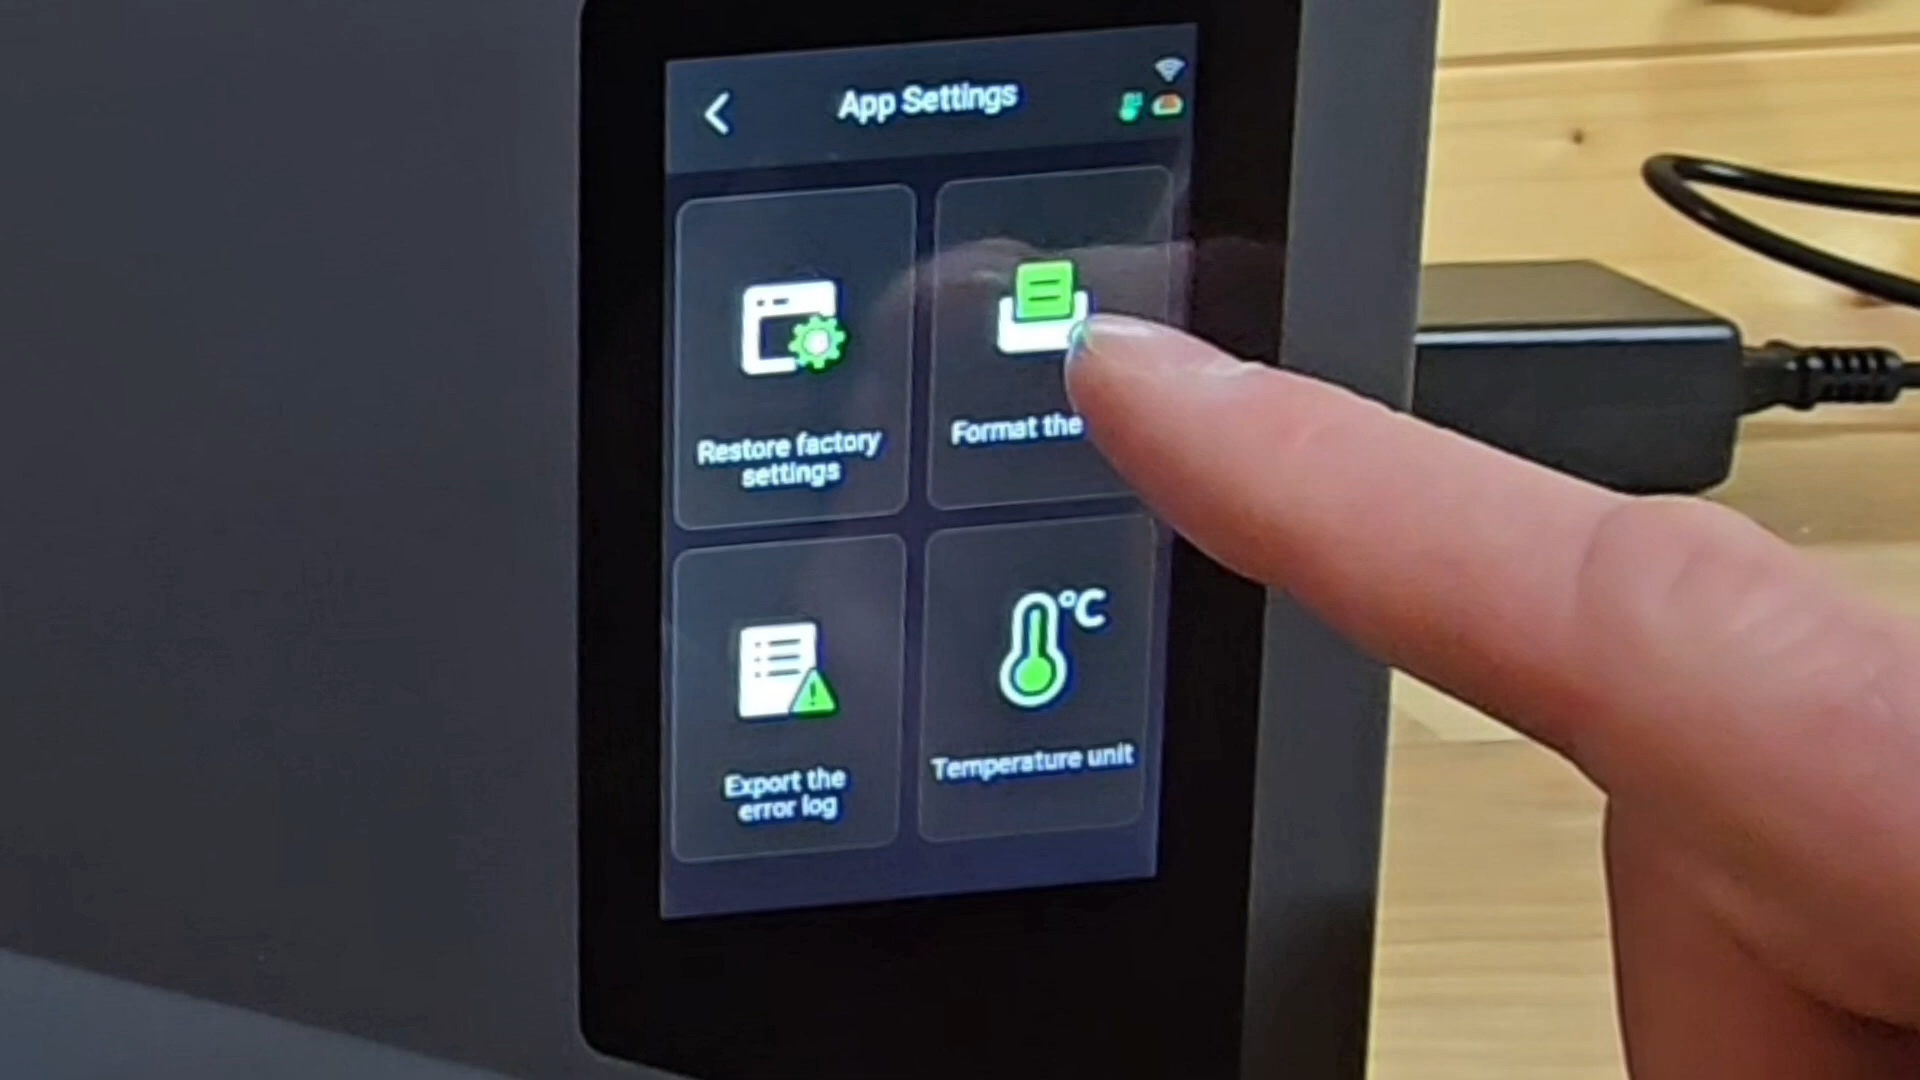 App Settings
Restore factory
settings
Format the
Export the
error log
°C
Temperature unit